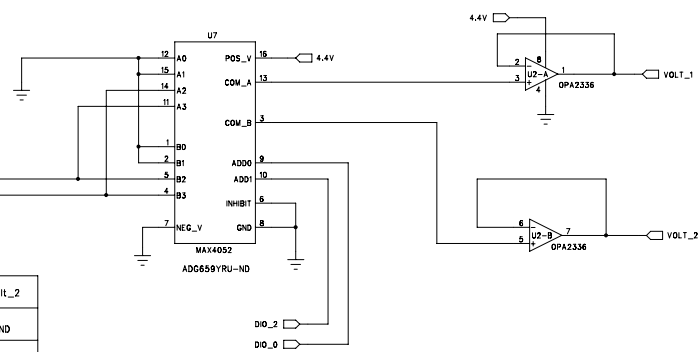 4.4V
U7
12 A0 POS_V 16 4.4V
8
2 - U2-A 1 VOLT_1
15 A1
3 + OPA2336
14 A2 COM_A 13
4
11 A3
COM_B 3
1 B0
2 B1 ADD0 9
5 B2 ADD1 10
4 B3
INHIBIT 6
7 NEG_V GND 8
6 - U2-B 7 VOLT_2
5 + OPA2336
MAX4052
ADG659YRU-ND
lt_2
ND
DIO_2
DIO_0